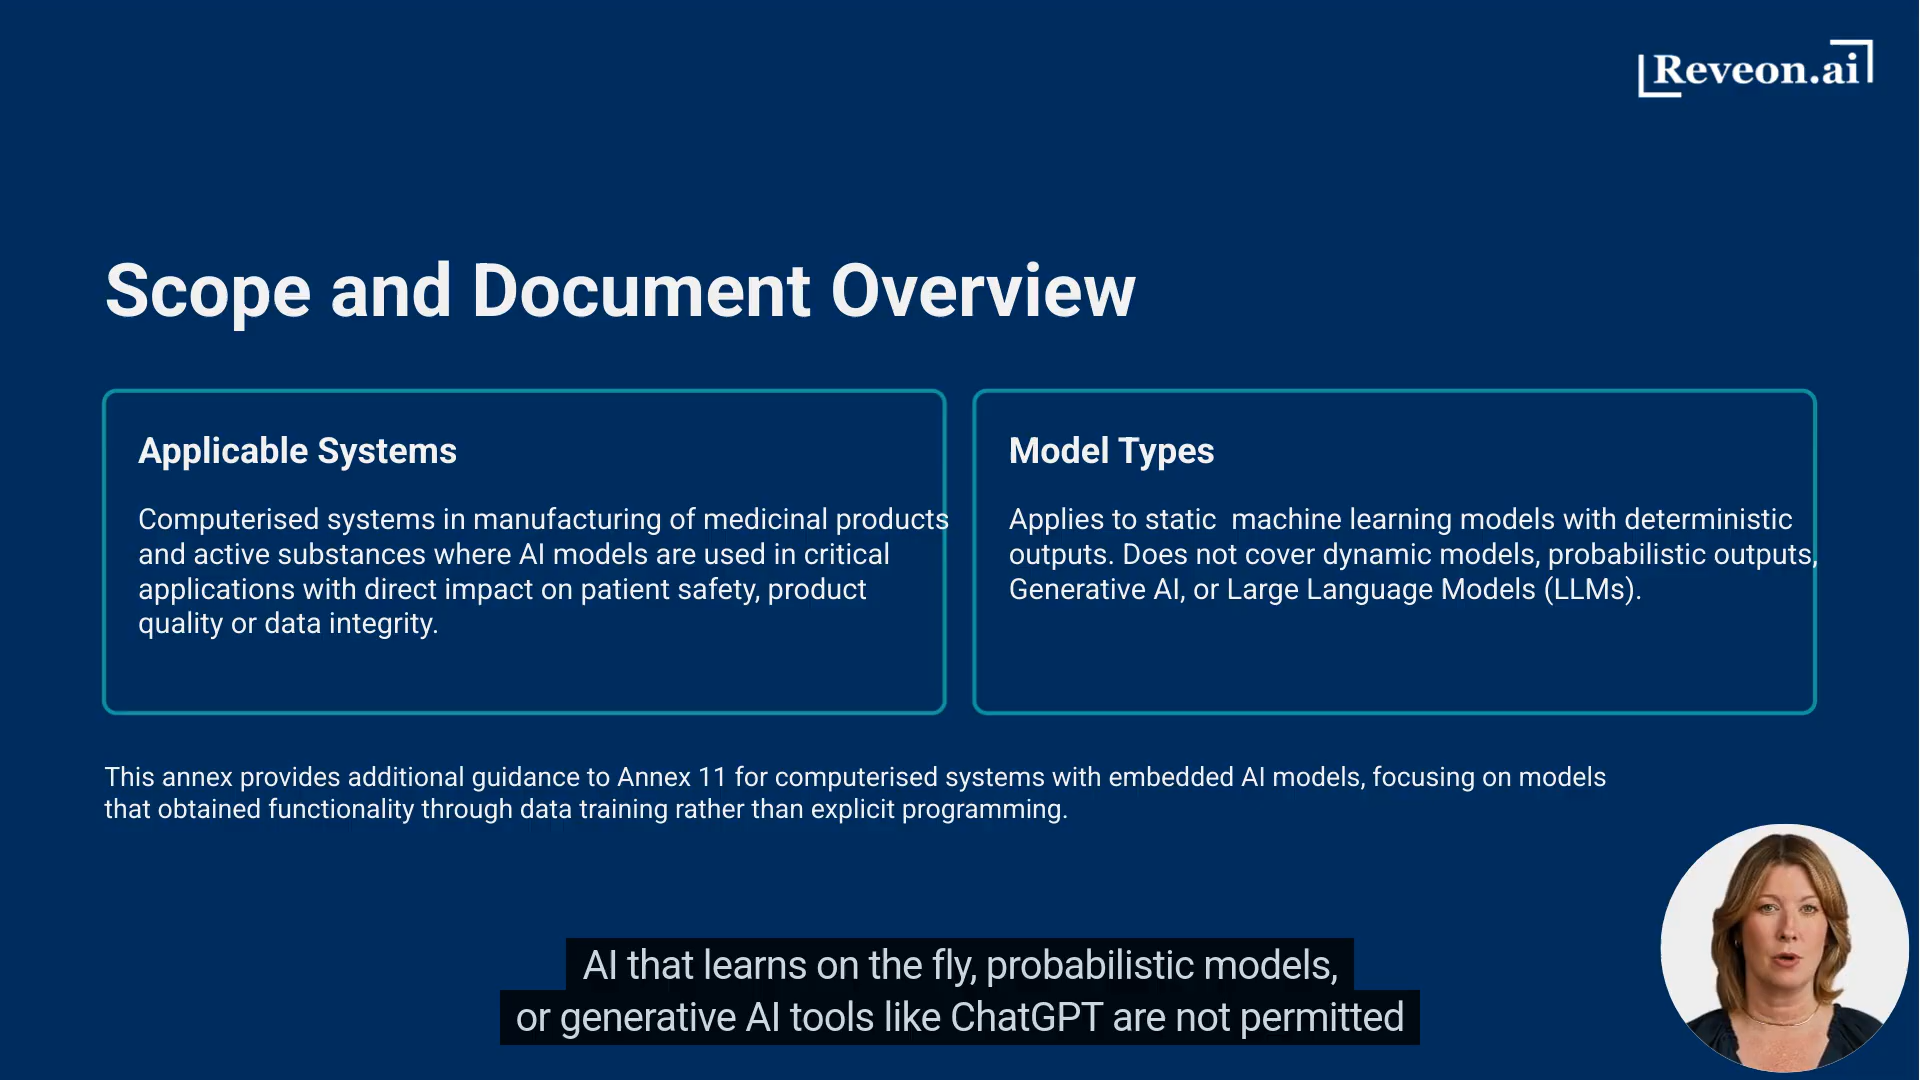 Reveon.ai
Scope and Document Overview
Applicable Systems
Computerised systems in manufacturing of medicinal products
and active substances where AI models are used in critical
applications with direct impact on patient safety, product
quality or data integrity.
Model Types
Applies to static  machine learning models with deterministic
outputs. Does not cover dynamic models, probabilistic outputs,
Generative AI, or Large Language Models (LLMs).
This annex provides additional guidance to Annex 11 for computerised systems with embedded AI models, focusing on models
that obtained functionality through data training rather than explicit programming.
AI that learns on the fly, probabilistic models,
or generative AI tools like ChatGPT are not permitted